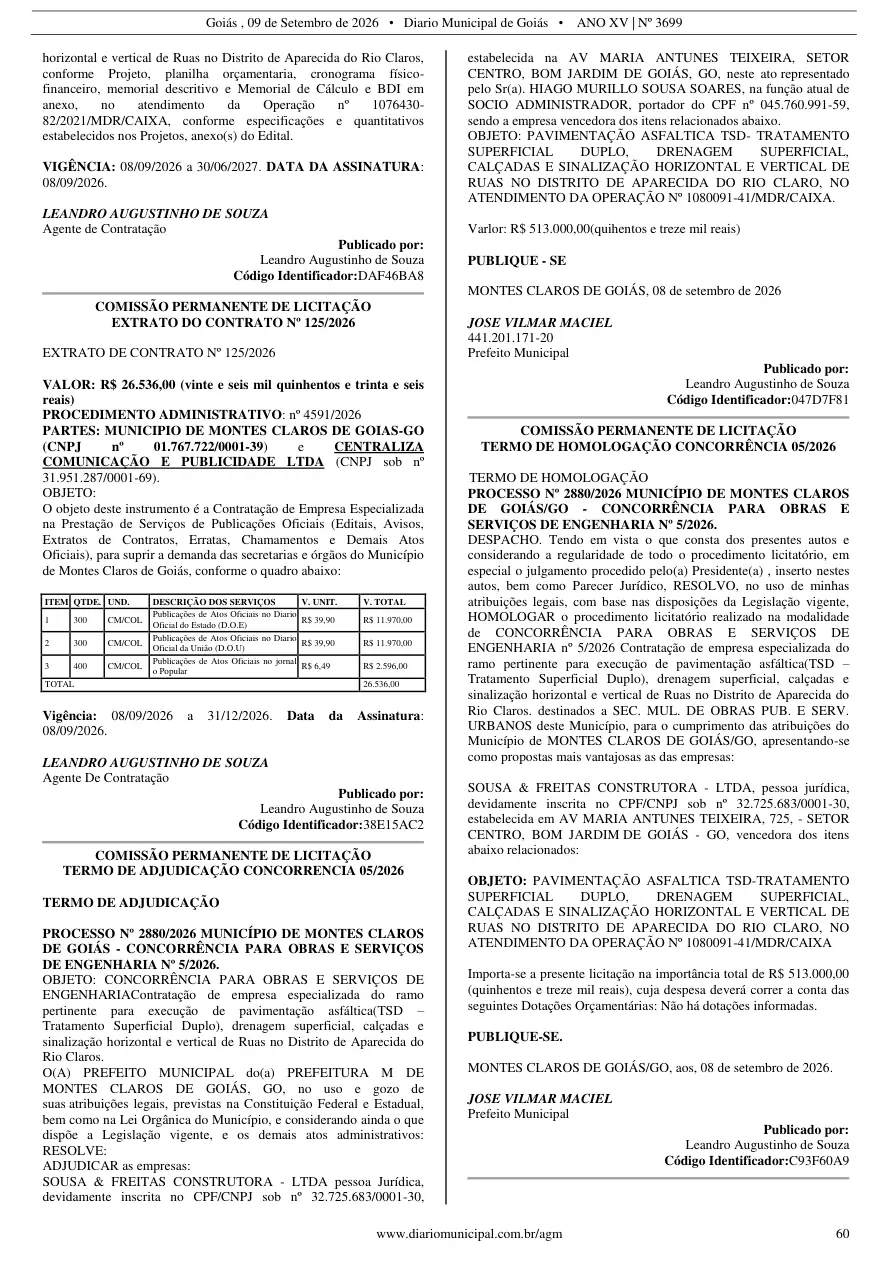 Goiás , 09 de Setembro de 2026 • Diario Municipal de Goiás • ANO XV | Nº 3699
horizontal e vertical de Ruas no Distrito de Aparecida do Rio Claros,
conforme Projeto, planilha orçamentaria, cronograma físico-
financeiro, memorial descritivo e Memorial de Cálculo e BDI em
anexo, no atendimento da Operação nº 1076430-
82/2021/MDR/CAIXA, conforme especificações e quantitativos
estabelecidos nos Projetos, anexo(s) do Edital.
VIGÊNCIA: 08/09/2026 a 30/06/2027. DATA DA ASSINATURA:
08/09/2026.
LEANDRO AUGUSTINHO DE SOUZA
Agente de Contratação
Publicado por:
Leandro Augustinho de Souza
Código Identificador:DAF46BA8
COMISSÃO PERMANENTE DE LICITAÇÃO
EXTRATO DO CONTRATO Nº 125/2026
EXTRATO DE CONTRATO Nº 125/2026
VALOR: R$ 26.536,00 (vinte e seis mil quinhentos e trinta e seis
reais)
PROCEDIMENTO ADMINISTRATIVO: nº 4591/2026
PARTES: MUNICIPIO DE MONTES CLAROS DE GOIAS-GO
(CNPJ nº 01.767.722/0001-39) e CENTRALIZA
COMUNICAÇÃO E PUBLICIDADE LTDA (CNPJ sob nº
31.951.287/0001-69).
OBJETO:
O objeto deste instrumento é a Contratação de Empresa Especializada
na Prestação de Serviços de Publicações Oficiais (Editais, Avisos,
Extratos de Contratos, Erratas, Chamamentos e Demais Atos
Oficiais), para suprir a demanda das secretarias e órgãos do Município
de Montes Claros de Goiás, conforme o quadro abaixo:
ITEM QTDE. UND. DESCRIÇÃO DOS SERVIÇOS V. UNIT. V. TOTAL
1 300 CM/COL Publicações de Atos Oficiais no Diario Oficial do Estado (D.O.E) R$ 39,90 R$ 11.970,00
2 300 CM/COL Publicações de Atos Oficiais no Diario Oficial da União (D.O.U) R$ 39,90 R$ 11.970,00
3 400 CM/COL Publicações de Atos Oficiais no jornal o Popular R$ 6,49 R$ 2.596,00
TOTAL 26.536,00
Vigência: 08/09/2026 a 31/12/2026. Data da Assinatura:
08/09/2026.
LEANDRO AUGUSTINHO DE SOUZA
Agente De Contratação
Publicado por:
Leandro Augustinho de Souza
Código Identificador:38E15AC2
COMISSÃO PERMANENTE DE LICITAÇÃO
TERMO DE ADJUDICAÇÃO CONCORRENCIA 05/2026
TERMO DE ADJUDICAÇÃO
PROCESSO Nº 2880/2026 MUNICÍPIO DE MONTES CLAROS
DE GOIÁS - CONCORRÊNCIA PARA OBRAS E SERVIÇOS
DE ENGENHARIA Nº 5/2026.
OBJETO: CONCORRÊNCIA PARA OBRAS E SERVIÇOS DE
ENGENHARIAContratação de empresa especializada do ramo
pertinente para execução de pavimentação asfáltica(TSD –
Tratamento Superficial Duplo), drenagem superficial, calçadas e
sinalização horizontal e vertical de Ruas no Distrito de Aparecida do
Rio Claros.
O(A) PREFEITO MUNICIPAL do(a) PREFEITURA M DE
MONTES CLAROS DE GOIÁS, GO, no uso e gozo de
suas atribuições legais, previstas na Constituição Federal e Estadual,
bem como na Lei Orgânica do Município, e considerando ainda o que
dispõe a Legislação vigente, e os demais atos administrativos:
RESOLVE:
ADJUDICAR as empresas:
SOUSA & FREITAS CONSTRUTORA - LTDA pessoa Jurídica,
devidamente inscrita no CPF/CNPJ sob nº 32.725.683/0001-30,
estabelecida na AV MARIA ANTUNES TEIXEIRA, SETOR
CENTRO, BOM JARDIM DE GOIÁS, GO, neste ato representado
pelo Sr(a). HIAGO MURILLO SOUSA SOARES, na função atual de
SOCIO ADMINISTRADOR, portador do CPF nº 045.760.991-59,
sendo a empresa vencedora dos itens relacionados abaixo.
OBJETO: PAVIMENTAÇÃO ASFALTICA TSD- TRATAMENTO
SUPERFICIAL DUPLO, DRENAGEM SUPERFICIAL,
CALÇADAS E SINALIZAÇÃO HORIZONTAL E VERTICAL DE
RUAS NO DISTRITO DE APARECIDA DO RIO CLARO, NO
ATENDIMENTO DA OPERAÇÃO Nº 1080091-41/MDR/CAIXA.
Varlor: R$ 513.000,00(quihentos e treze mil reais)
PUBLIQUE - SE
MONTES CLAROS DE GOIÁS, 08 de setembro de 2026
JOSE VILMAR MACIEL
441.201.171-20
Prefeito Municipal
Publicado por:
Leandro Augustinho de Souza
Código Identificador:047D7F81
COMISSÃO PERMANENTE DE LICITAÇÃO
TERMO DE HOMOLOGAÇÃO CONCORRÊNCIA 05/2026
TERMO DE HOMOLOGAÇÃO
PROCESSO Nº 2880/2026 MUNICÍPIO DE MONTES CLAROS
DE GOIÁS/GO - CONCORRÊNCIA PARA OBRAS E
SERVIÇOS DE ENGENHARIA Nº 5/2026.
DESPACHO. Tendo em vista o que consta dos presentes autos e
considerando a regularidade de todo o procedimento licitatório, em
especial o julgamento procedido pelo(a) Presidente(a) , inserto nestes
autos, bem como Parecer Jurídico, RESOLVO, no uso de minhas
atribuições legais, com base nas disposições da Legislação vigente,
HOMOLOGAR o procedimento licitatório realizado na modalidade
de CONCORRÊNCIA PARA OBRAS E SERVIÇOS DE
ENGENHARIA nº 5/2026 Contratação de empresa especializada do
ramo pertinente para execução de pavimentação asfáltica(TSD –
Tratamento Superficial Duplo), drenagem superficial, calçadas e
sinalização horizontal e vertical de Ruas no Distrito de Aparecida do
Rio Claros. destinados a SEC. MUL. DE OBRAS PUB. E SERV.
URBANOS deste Município, para o cumprimento das atribuições do
Município de MONTES CLAROS DE GOIÁS/GO, apresentando-se
como propostas mais vantajosas as das empresas:
SOUSA & FREITAS CONSTRUTORA - LTDA, pessoa jurídica,
devidamente inscrita no CPF/CNPJ sob nº 32.725.683/0001-30,
estabelecida em AV MARIA ANTUNES TEIXEIRA, 725, - SETOR
CENTRO, BOM JARDIM DE GOIÁS - GO, vencedora dos itens
abaixo relacionados:
OBJETO: PAVIMENTAÇÃO ASFALTICA TSD-TRATAMENTO
SUPERFICIAL DUPLO, DRENAGEM SUPERFICIAL,
CALÇADAS E SINALIZAÇÃO HORIZONTAL E VERTICAL DE
RUAS NO DISTRITO DE APARECIDA DO RIO CLARO, NO
ATENDIMENTO DA OPERAÇÃO Nº 1080091-41/MDR/CAIXA
Importa-se a presente licitação na importância total de R$ 513.000,00
(quinhentos e treze mil reais), cuja despesa deverá correr a conta das
seguintes Dotações Orçamentárias: Não há dotações informadas.
PUBLIQUE-SE.
MONTES CLAROS DE GOIÁS/GO, aos, 08 de setembro de 2026.
JOSE VILMAR MACIEL
Prefeito Municipal
Publicado por:
Leandro Augustinho de Souza
Código Identificador:C93F60A9
www.diariomunicipal.com.br/agm 60